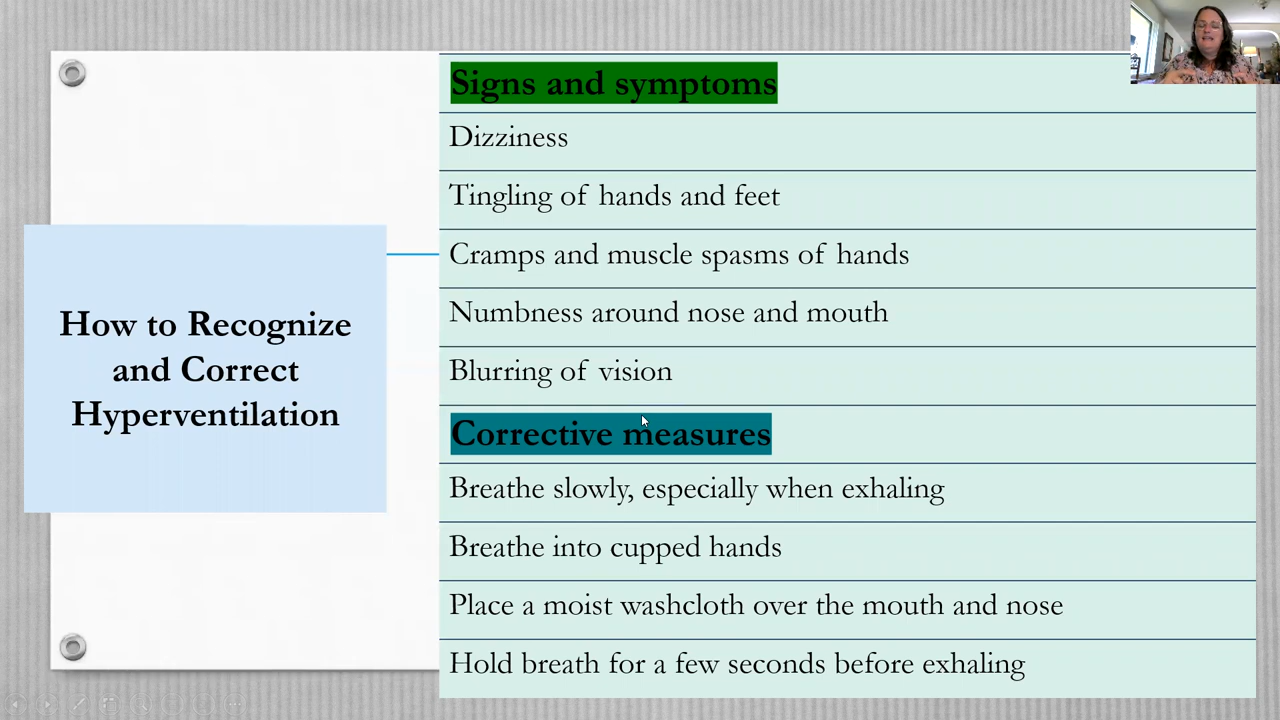 How to Recognize
and Correct
Hyperventilation
Signs and symptoms
Dizziness
Tingling of hands and feet
Cramps and muscle spasms of hands
Numbness around nose and mouth
Blurring of vision
Corrective measures
Breathe slowly, especially when exhaling
Breathe into cupped hands
Place a moist washcloth over the mouth and nose
Hold breath for a few seconds before exhaling